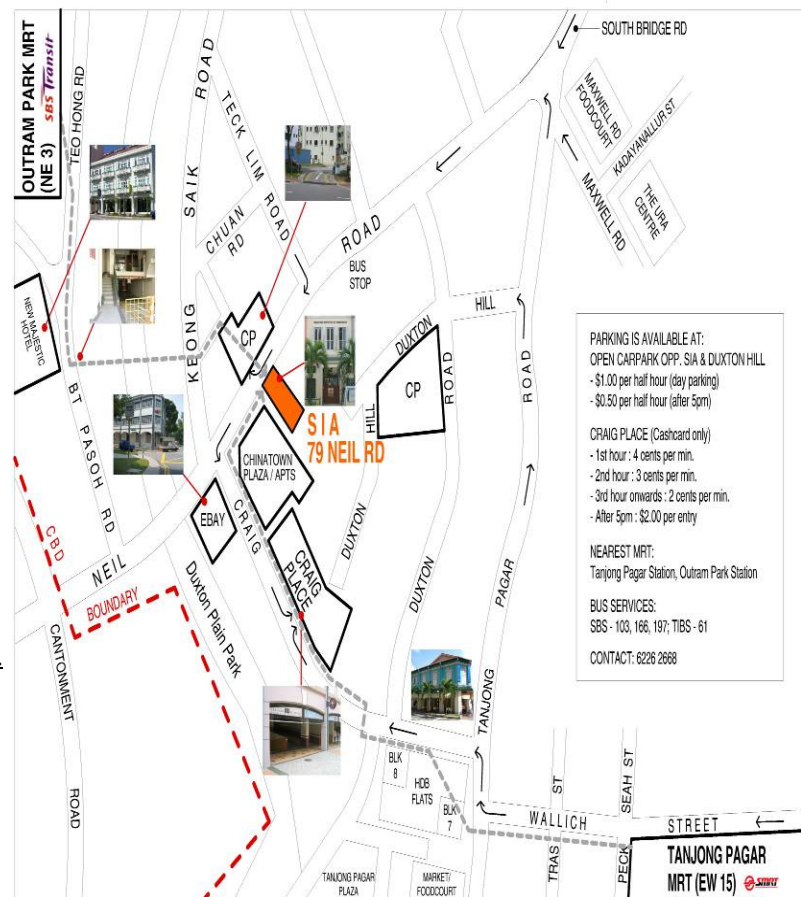 OUTRAM PARK MRT
(NE 3)
SBS Transit
TEO HONG RD
KEONG SAIK ROAD
TECK LIM ROAD
CHUAN
RD
ROAD
BUS
STOP
SOUTH BRIDGE RD
MAXWELL RD
FOODCOURT
KADAYANALLUR ST
MAXWELL RD
THE URA
CENTRE
NEW MAJESTIC
HOTEL
CP
HILL
DUXTON
CP
ROAD
ROAD
HILL
SIA
79 NEIL RD
BT PASOH RD
CHINATOWN
PLAZA / APTS
EBAY
CRAIG
CRAIG
PLACE
DUXTON
DUXTON
PAGAR
TANJONG
CBD
BOUNDARY
NEIL
Duxton Plain Park
CANTONMENT
ROAD
PARKING IS AVAILABLE AT:
OPEN CARPARK OPP. SIA & DUXTON HILL
- $1.00 per half hour (day parking)
- $0.50 per half hour (after 5pm)
CRAIG PLACE (Cashcard only)
- 1st hour : 4 cents per min.
- 2nd hour : 3 cents per min.
- 3rd hour onwards : 2 cents per min.
- After 5pm : $2.00 per entry
NEAREST MRT:
Tanjong Pagar Station, Outram Park Station
BUS SERVICES:
SBS - 103, 166, 197; TIBS - 61
CONTACT: 6226 2668
BLK
8
HDB
FLATS
BLK
7
WALLICH
STREET
TRAS ST
PECK SEAH ST
TANJONG PAGAR
PLAZA
MARKET/
FOODCOURT
TANJONG PAGAR
MRT (EW 15) SMRT